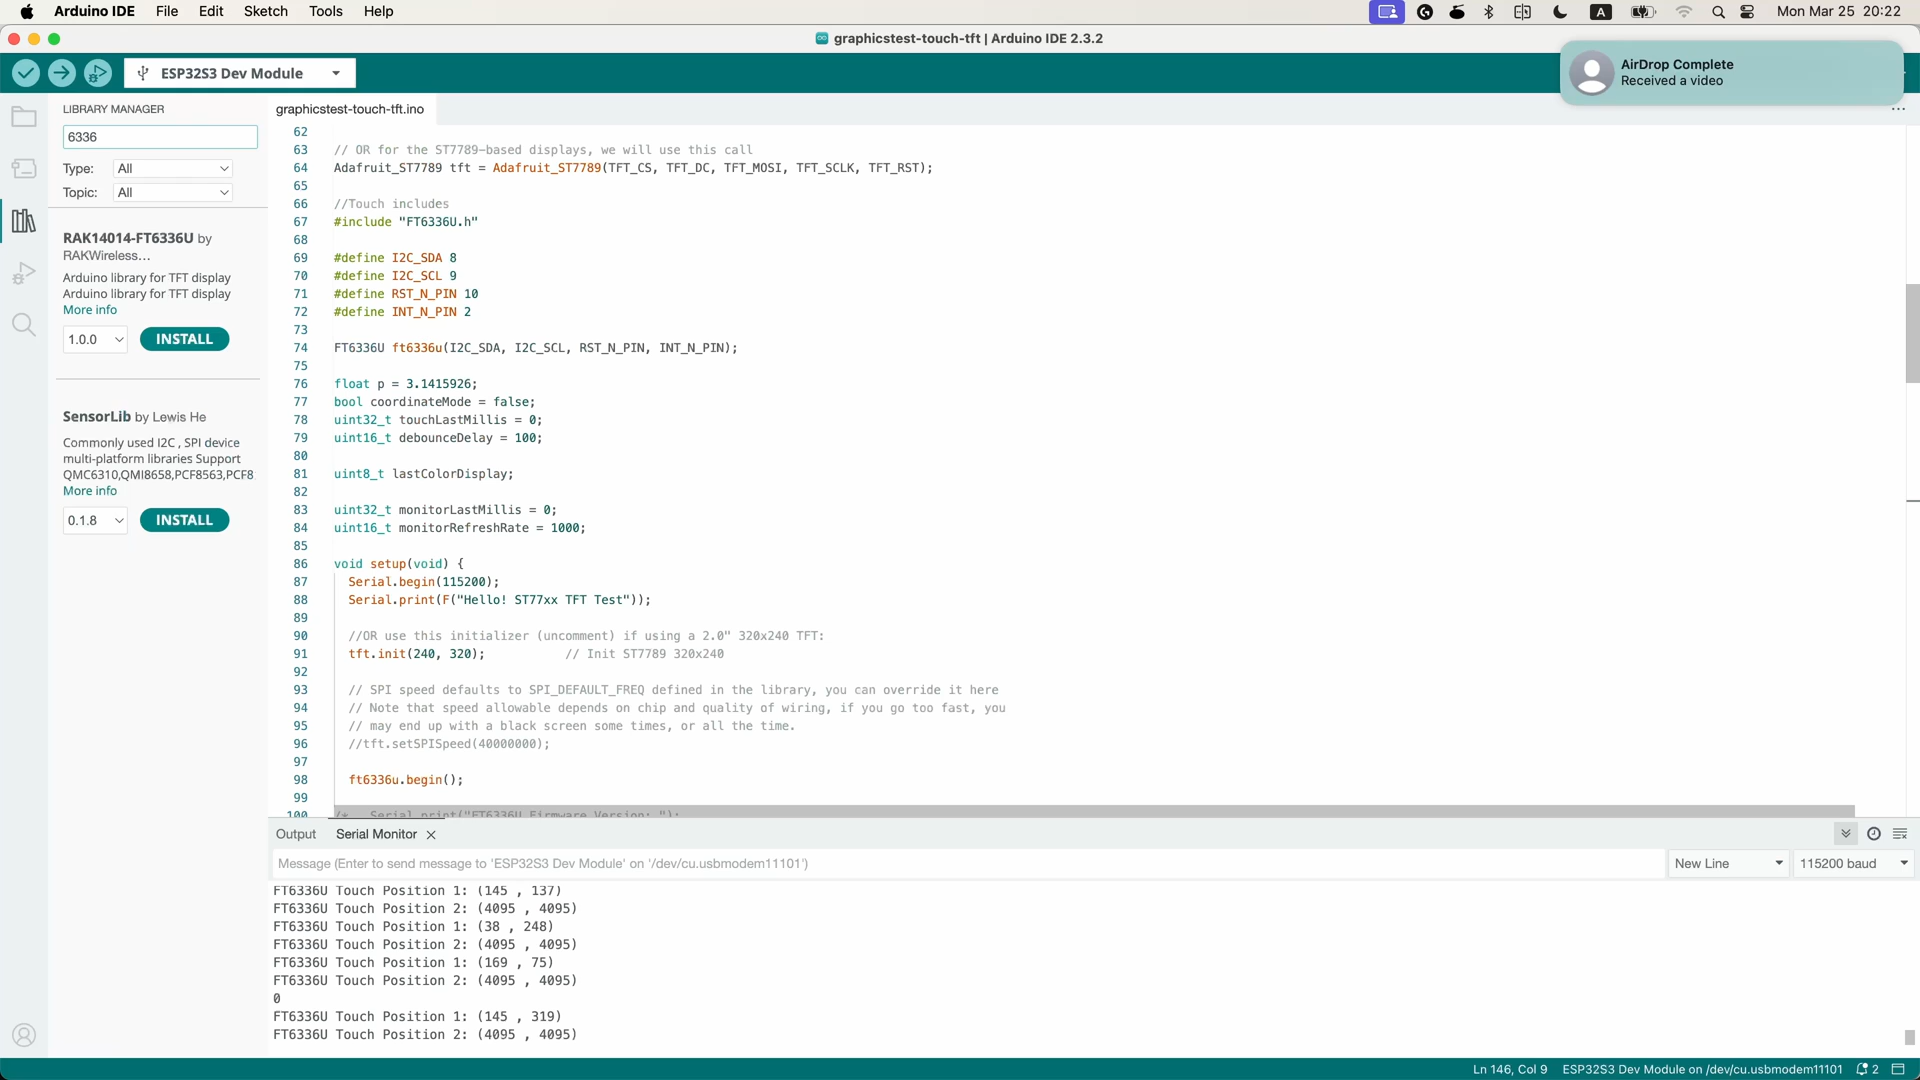 Arduino IDE File Edit Sketch Tools Help
A
Mon Mar 25 20:22
graphicstest-touch-tft | Arduino IDE 2.3.2
ESP32S3 Dev Module
AirDrop Complete
Received a video
LIBRARY MANAGER
6336
Type: All
Topic: All
RAK14014-FT6336U by
RAKWireless…
Arduino library for TFT display
Arduino library for TFT display
More info
1.0.0 INSTALL
SensorLib by Lewis He
Commonly used I2C , SPI device
multi-platform libraries Support
QMC6310,QMI8658,PCF8563,PCF8
More info
0.1.8 INSTALL
graphicstest-touch-tft.ino
62
63 // OR for the ST7789-based displays, we will use this call
64 Adafruit_ST7789 tft = Adafruit_ST7789(TFT_CS, TFT_DC, TFT_MOSI, TFT_SCLK, TFT_RST);
65
66 //Touch includes
67 #include "FT6336U.h"
68
69 #define I2C_SDA 8
70 #define I2C_SCL 9
71 #define RST_N_PIN 10
72 #define INT_N_PIN 2
73
74 FT6336U ft6336u(I2C_SDA, I2C_SCL, RST_N_PIN, INT_N_PIN);
75
76 float p = 3.1415926;
77 bool coordinateMode = false;
78 uint32_t touchLastMillis = 0;
79 uint16_t debounceDelay = 100;
80
81 uint8_t lastColorDisplay;
82
83 uint32_t monitorLastMillis = 0;
84 uint16_t monitorRefreshRate = 1000;
85
86 void setup(void) {
87 Serial.begin(115200);
88 Serial.print(F("Hello! ST77xx TFT Test"));
89
90 //OR use this initializer (uncomment) if using a 2.0" 320x240 TFT:
91 tft.init(240, 320); // Init ST7789 320x240
92
93 // SPI speed defaults to SPI_DEFAULT_FREQ defined in the library, you can override it here
94 // Note that speed allowable depends on chip and quality of wiring, if you go too fast, you
95 // may end up with a black screen some times, or all the time.
96 //tft.setSPISpeed(40000000);
97
98 ft6336u.begin();
99
100 /* Serial.print("FT6336U Firmware Version: ");
Output Serial Monitor
Message (Enter to send message to 'ESP32S3 Dev Module' on '/dev/cu.usbmodem11101')
New Line
115200 baud
FT6336U Touch Position 1: (145 , 137)
FT6336U Touch Position 2: (4095 , 4095)
FT6336U Touch Position 1: (38 , 248)
FT6336U Touch Position 2: (4095 , 4095)
FT6336U Touch Position 1: (169 , 75)
FT6336U Touch Position 2: (4095 , 4095)
0
FT6336U Touch Position 1: (145 , 319)
FT6336U Touch Position 2: (4095 , 4095)
Ln 146, Col 9 ESP32S3 Dev Module on /dev/cu.usbmodem11101 2